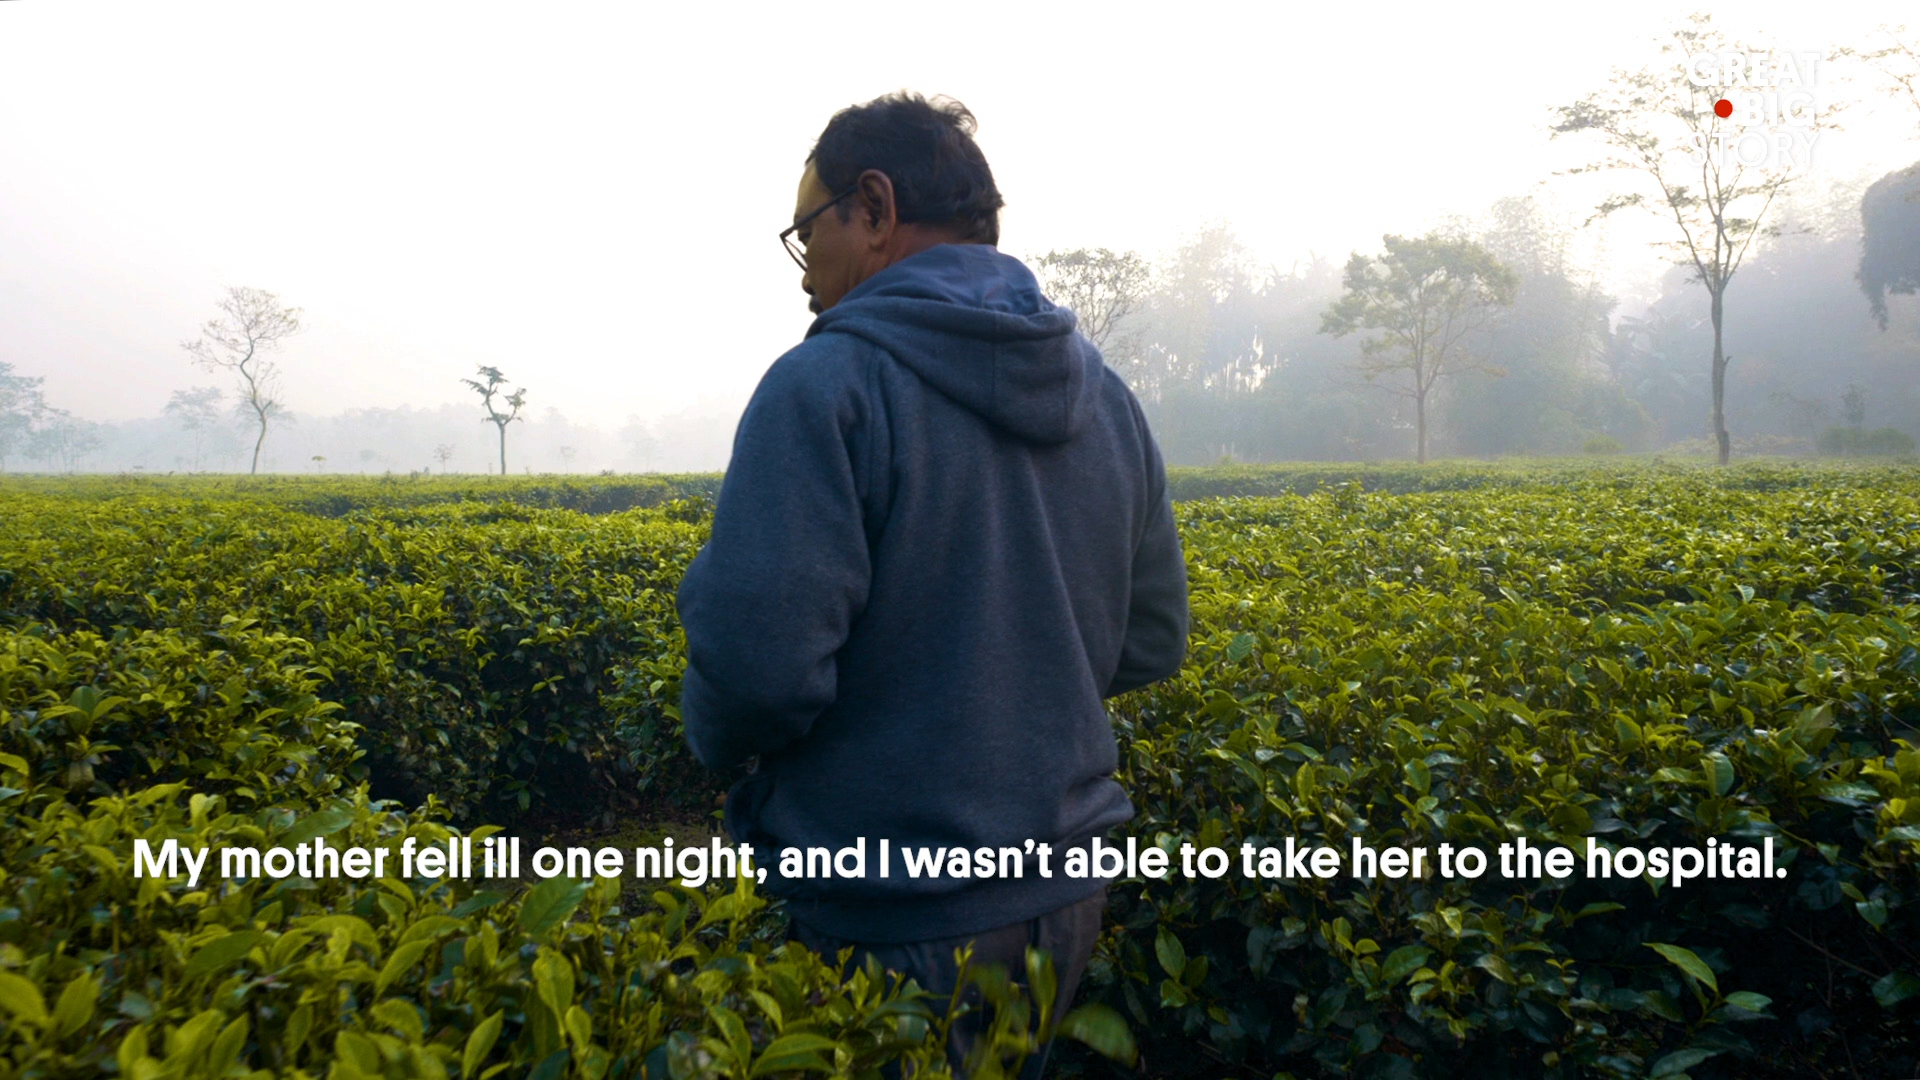 GREAT
BIG
STORY
My mother fell ill one night, and I wasn't able to take her to the hospital.